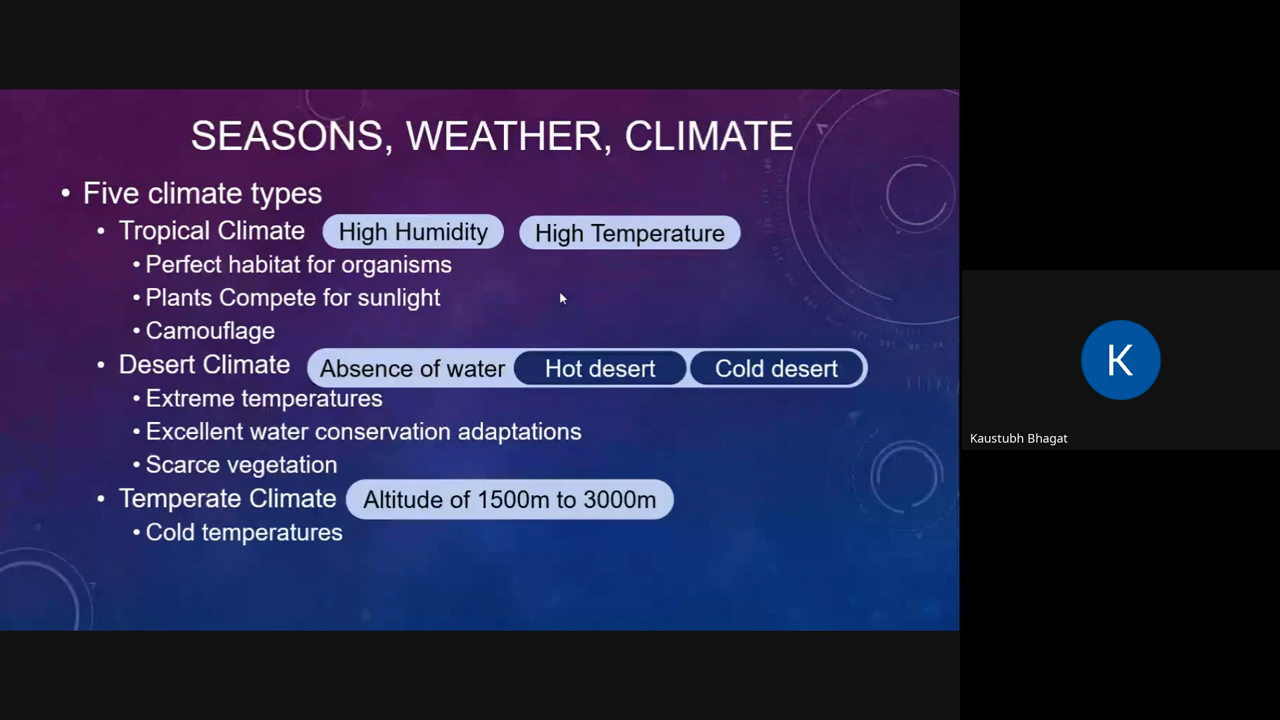 SEASONS, WEATHER, CLIMATE
• Five climate types
• Tropical Climate High Humidity High Temperature
• Perfect habitat for organisms
• Plants Compete for sunlight
• Camouflage
• Desert Climate Absence of water Hot desert Cold desert
• Extreme temperatures
• Excellent water conservation adaptations
• Scarce vegetation
• Temperate Climate Altitude of 1500m to 3000m
• Cold temperatures
K
Kaustubh Bhagat